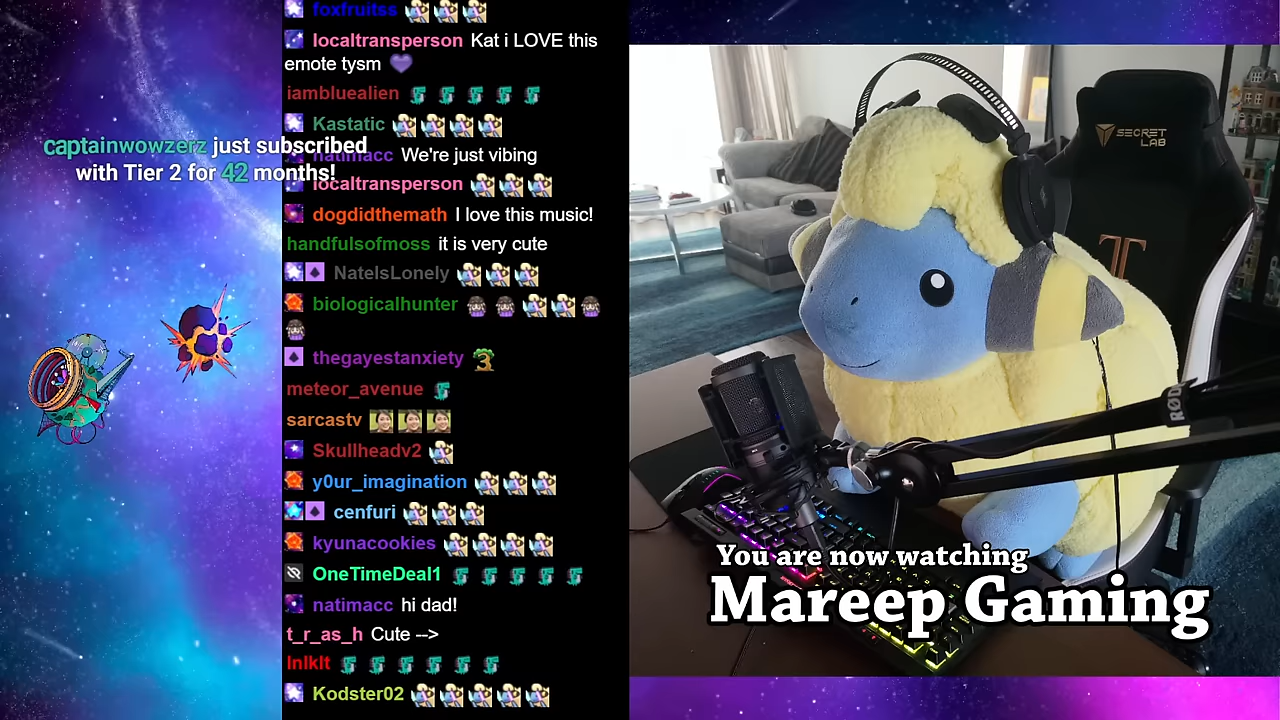 captainwowzerz just subscribed
with Tier 2 for 42 months!
foxfruitss
localtransperson Kat i LOVE this
emote tysm
iambluealien
Kastatic
natimacc We're just vibing
localtransperson
dogdidthemath I love this music!
handfulsofmoss it is very cute
NateIsLonely
biologicalhunter
thegayestanxiety
meteor_avenue
sarcastv
Skullheadv2
y0ur_imagination
cenfuri
kyunacookies
OneTimeDeal1
natimacc hi dad!
t_r_as_h Cute -->
lnlklt
Kodster02
SECRET
LAB
RØDE
You are now watching
Mareep Gaming